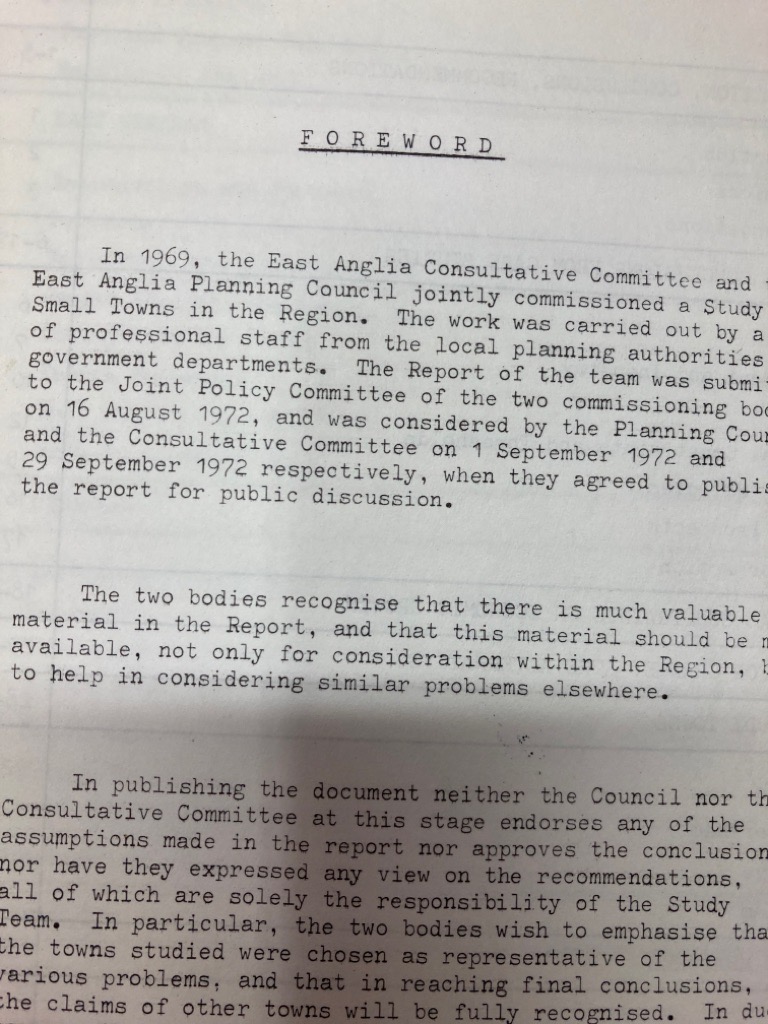 F O R E W O R D
In 1969, the East Anglia Consultative Committee and
East Anglia Planning Council jointly commissioned a Study
Small Towns in the Region. The work was carried out by a
of professional staff from the local planning authorities
government departments. The Report of the team was submi
to the Joint Policy Committee of the two commissioning bo
on 16 August 1972, and was considered by the Planning Cou
and the Consultative Committee on 1 September 1972 and
29 September 1972 respectively, when they agreed to publis
the report for public discussion.
The two bodies recognise that there is much valuable
material in the Report, and that this material should be
available, not only for consideration within the Region,
to help in considering similar problems elsewhere.
In publishing the document neither the Council nor th
Consultative Committee at this stage endorses any of the
assumptions made in the report nor approves the conclusion
nor have they expressed any view on the recommendations,
all of which are solely the responsibility of the Study
Team. In particular, the two bodies wish to emphasise tha
the towns studied were chosen as representative of the
various problems, and that in reaching final conclusions,
the claims of other towns will be fully recognised. In du